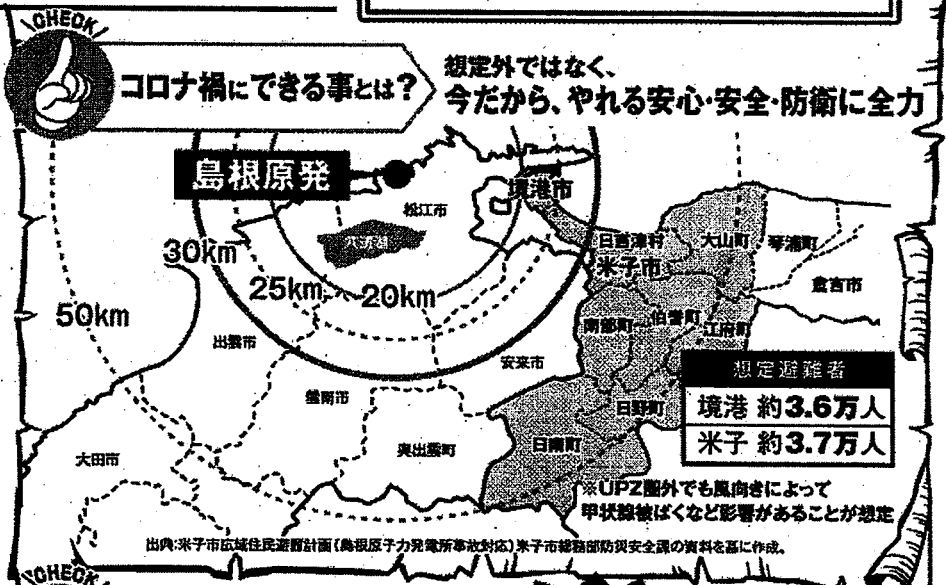 CHECK
コロナ禍にできる事とは?
想定外ではなく、
今だから、やれる安心・安全・防衛に全力
島根原発
境港市
松江市
日吉津村
大山町
琴浦町
米子市
倉吉市
30km
25km
20km
50km
南部町
伯耆町
江府町
出雲市
安来市
雲南市
日野町
奥出雲町
日南町
大田市
想定避難者
境港 約3.6万人
米子 約3.7万人
※UPZ圏外でも風向きによって
甲状腺被ばくなど影響があることが想定
出典:米子市広域住民避難計画(島根原子力発電所事故対応)米子市総務部防災安全課の資料を基に作成。
CHECK